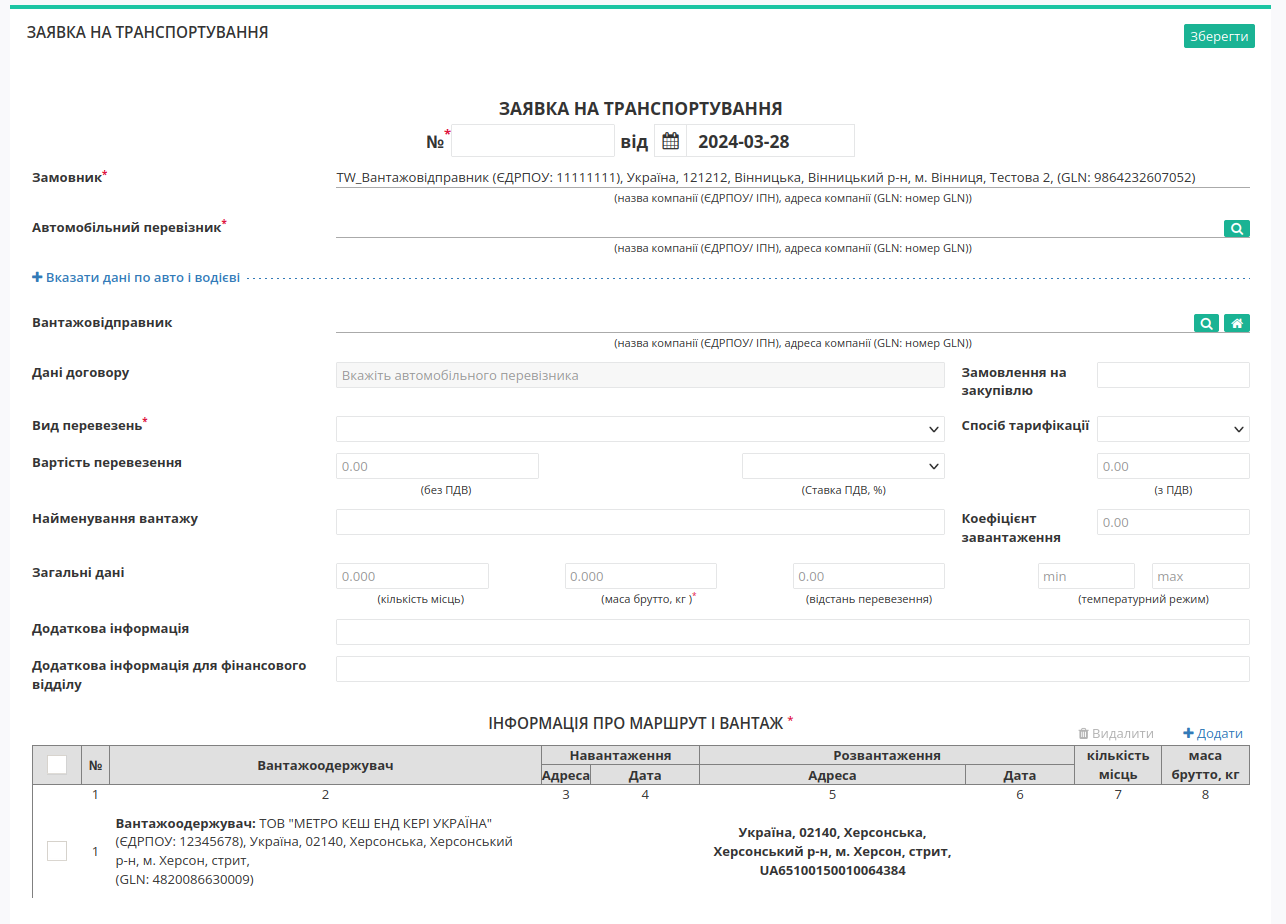 ЗАЯВКА НА ТРАНСПОРТУВАННЯ
Зберегти
ЗАЯВКА НА ТРАНСПОРТУВАННЯ
№* від 2024-03-28
Замовник* TW_Вантажовідправник (ЄДРПОУ: 11111111), Україна, 121212, Вінницька, Вінницький р-н, м. Вінниця, Тестова 2, (GLN: 9864232607052)
(назва компанії (ЄДРПОУ/ ІПН), адреса компанії (GLN: номер GLN))
Автомобільний перевізник*
(назва компанії (ЄДРПОУ/ ІПН), адреса компанії (GLN: номер GLN))
Вказати дані по авто і водієві
Вантажовідправник
(назва компанії (ЄДРПОУ/ ІПН), адреса компанії (GLN: номер GLN))
Дані договору Вкажіть автомобільного перевізника Замовлення на
закупівлю
Вид перевезень* Спосіб тарифікації
Вартість перевезення 0.00 0.00
(без ПДВ) (Ставка ПДВ, %) (з ПДВ)
Найменування вантажу Коефіцієнт 0.00
завантаження
Загальні дані 0.000 0.000 0.00 min max
(кількість місць) (маса брутто, кг )* (відстань перевезення) (температурний режим)
Додаткова інформація
Додаткова інформація для фінансового
відділу
ІНФОРМАЦІЯ ПРО МАРШРУТ І ВАНТАЖ *
Видалити Додати
№ Вантажоодержувач Навантаження Розвантаження кількість маса
Адреса Дата Адреса Дата місць брутто, кг
1 2 3 4 5 6 7 8
1
Вантажоодержувач: ТОВ "МЕТРО КЕШ ЕНД КЕРІ УКРАЇНА"
(ЄДРПОУ: 12345678), Україна, 02140, Херсонська, Херсонський
р-н, м. Херсон, стрит,
(GLN: 4820086630009)
Україна, 02140, Херсонська,
Херсонський р-н, м. Херсон, стрит,
UA65100150010064384